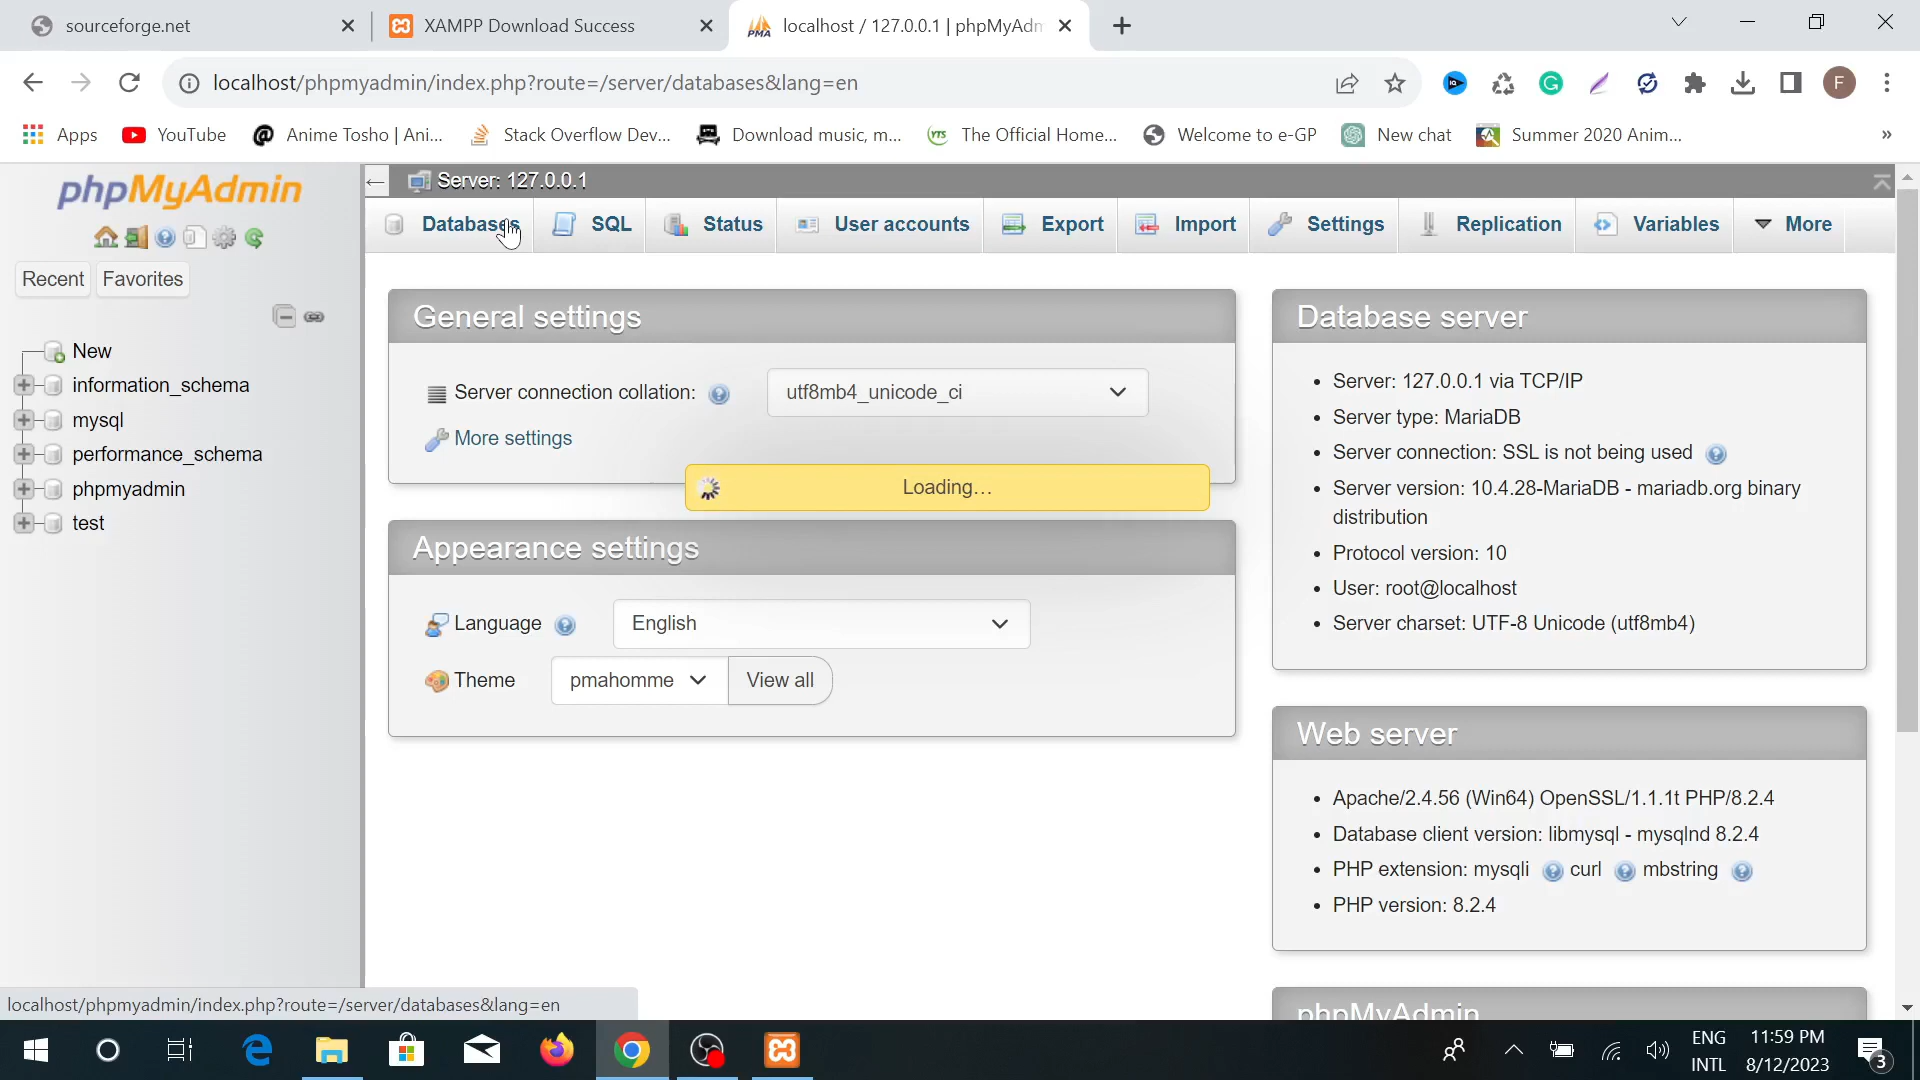 sourceforge.net
XAMPP Download Success
localhost / 127.0.0.1 | phpMyAdm
localhost/phpmyadmin/index.php?route=/server/databases&lang=en
F
Apps
YouTube
Anime Tosho | Ani...
Stack Overflow Dev...
Download music, m...
The Official Home...
Welcome to e-GP
New chat
Summer 2020 Anim...
»
phpMyAdmin
Recent
Favorites
New
information_schema
mysql
performance_schema
phpmyadmin
test
Server: 127.0.0.1
Databases
SQL
Status
User accounts
Export
Import
Settings
Replication
Variables
More
General settings
Server connection collation:
utf8mb4_unicode_ci
More settings
Loading…
Appearance settings
Language
English
Theme
pmahomme
View all
Database server
Server: 127.0.0.1 via TCP/IP
Server type: MariaDB
Server connection: SSL is not being used
Server version: 10.4.28-MariaDB - mariadb.org binary
distribution
Protocol version: 10
User: root@localhost
Server charset: UTF-8 Unicode (utf8mb4)
Web server
Apache/2.4.56 (Win64) OpenSSL/1.1.1t PHP/8.2.4
Database client version: libmysql - mysqlnd 8.2.4
PHP extension: mysqli curl mbstring
PHP version: 8.2.4
phpMyAdmin
localhost/phpmyadmin/index.php?route=/server/databases&lang=en
ENG
INTL
11:59 PM
8/12/2023
3